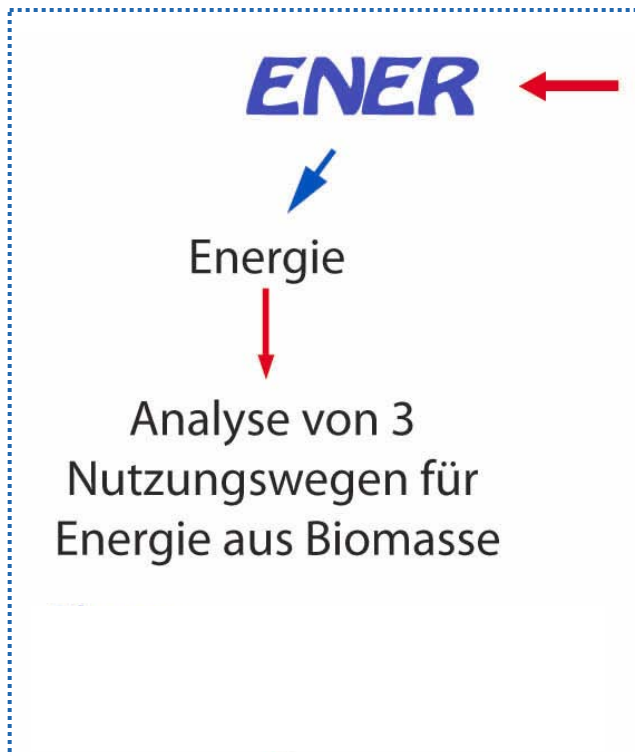 ENER
Energie
Analyse von 3
Nutzungswegen für
Energie aus Biomasse